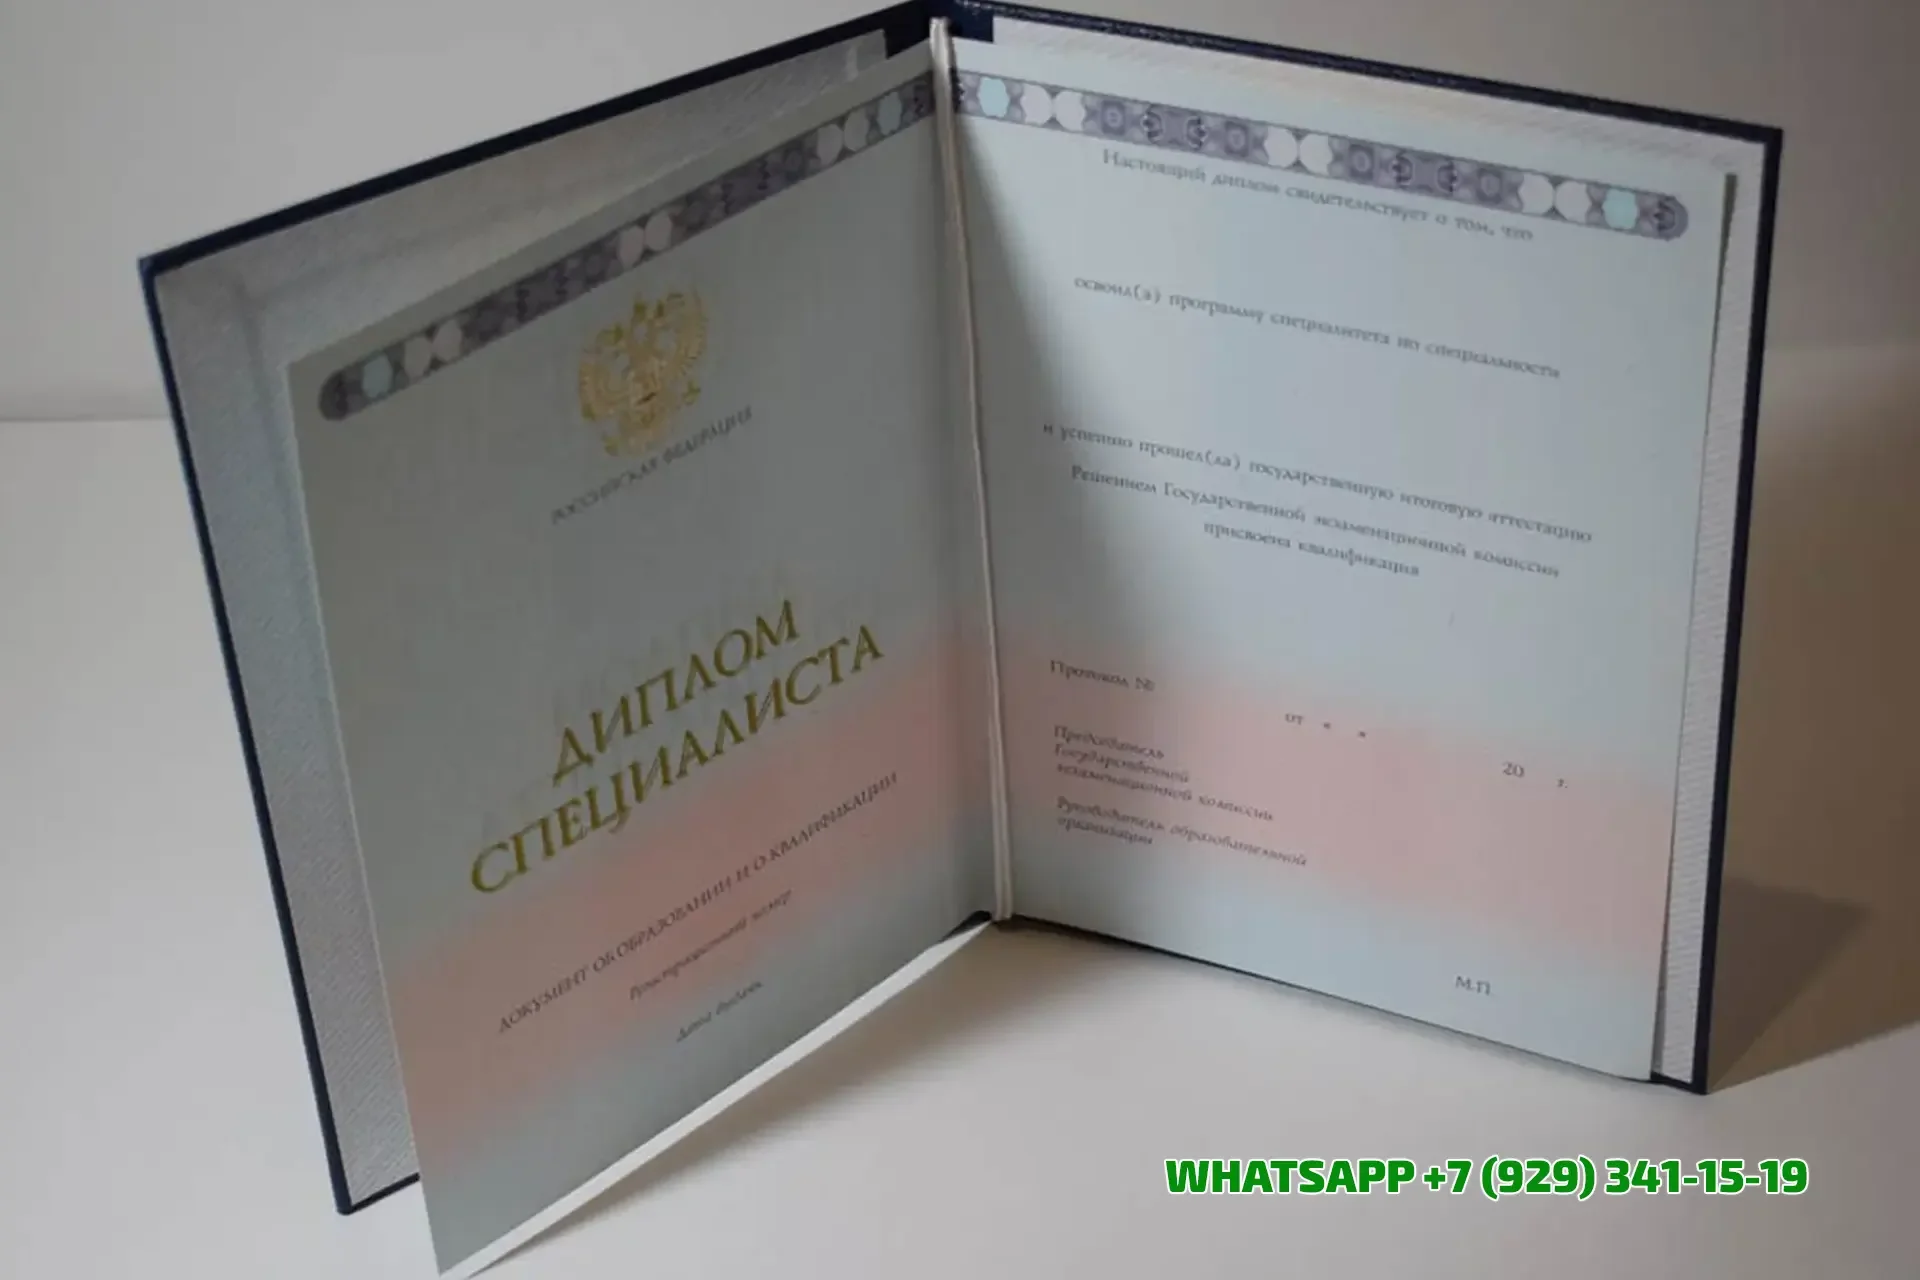 РОССИЙСКАЯ ФЕДЕРАЦИЯ
ДИПЛОМ
СПЕЦИАЛИСТА
ДОКУМЕНТ ОБ ОБРАЗОВАНИИ И О КВАЛИФИКАЦИИ
Регистрационный номер
Дата выдачи
Настоящий диплом свидетельствует о том, что
освоил(а) программу специалитета по специальности
и успешно прошел(ла) государственную итоговую аттестацию
Решением Государственной экзаменационной комиссии
присвоена квалификация
Протокол №
от « » 20 г.
Председатель
Государственной
экзаменационной комиссии
Руководитель образовательной
организации
М.П.
WHATSAPP +7 (929) 341-15-19